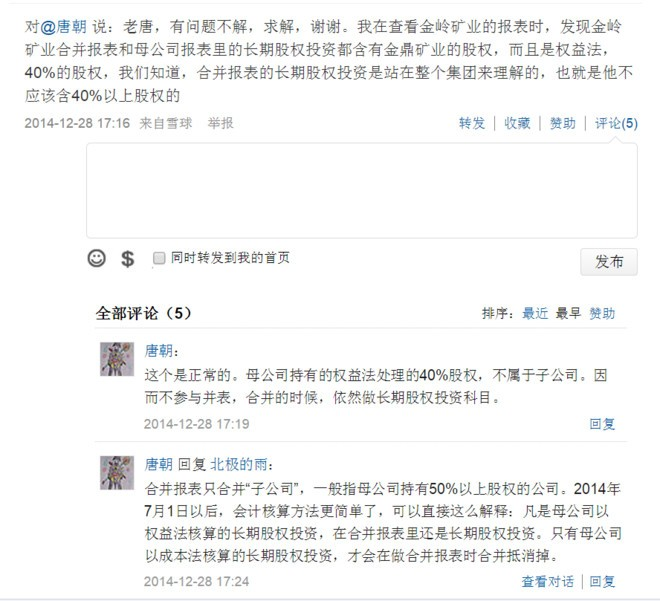 对@唐朝 说：老唐，有问题不解，求解，谢谢。我在查看金岭矿业的报表时，发现金岭
矿业合并报表和母公司报表里的长期股权投资都含有金鼎矿业的股权，而且是权益法，
40%的股权，我们知道，合并报表的长期股权投资是站在整个集团来理解的，也就是他不
应该含40%以上股权的
2014-12-28 17:16 来自雪球 举报 转发 收藏 赞助 评论(5)
$ 同时转发到我的首页 发布
全部评论（5） 排序：最近 最早 赞助
唐朝：
这个是正常的。母公司持有的权益法处理的40%股权，不属于子公司。因
而不参与并表，合并的时候，依然做长期股权投资科目。
2014-12-28 17:19 回复
唐朝 回复 北极的雨：
合并报表只合并“子公司”，一般指母公司持有50%以上股权的公司。2014年
7月1日以后，会计核算方法更简单了，可以直接这么解释：凡是母公司以
权益法核算的长期股权投资，在合并报表里还是长期股权投资。只有母公司
以成本法核算的长期股权投资，才会在做合并报表时合并抵消掉。
2014-12-28 17:24 查看对话 回复